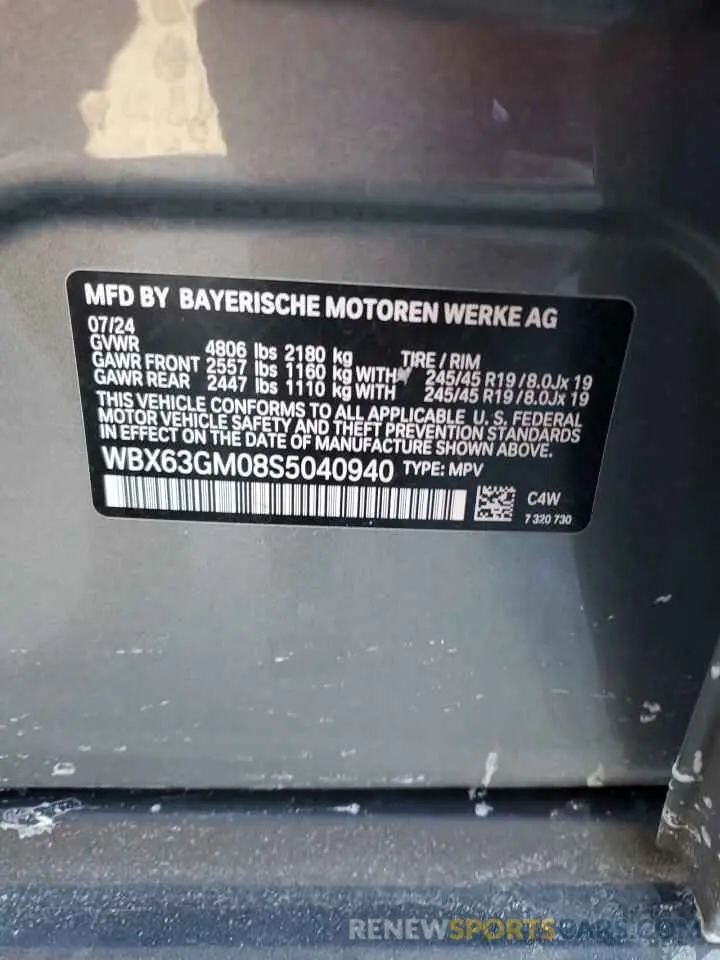 MFD BY BAYERISCHE MOTOREN WERKE AG
07/24
GVWR 4806 lbs 2180 kg TIRE / RIM
GAWR FRONT 2557 lbs 1160 kg WITH 245/45 R19 /8.0Jx 19
GAWR REAR 2447 lbs 1110 kg WITH 245/45 R19 /8.0Jx 19
THIS VEHICLE CONFORMS TO ALL APPLICABLE U.S. FEDERAL
MOTOR VEHICLE SAFETY AND THEFT PREVENTION STANDARDS
IN EFFECT ON THE DATE OF MANUFACTURE SHOWN ABOVE.
WBX63GM08S5040940 TYPE: MPV
C4W
7 320 730
RENEWSPORTSCARS.COM